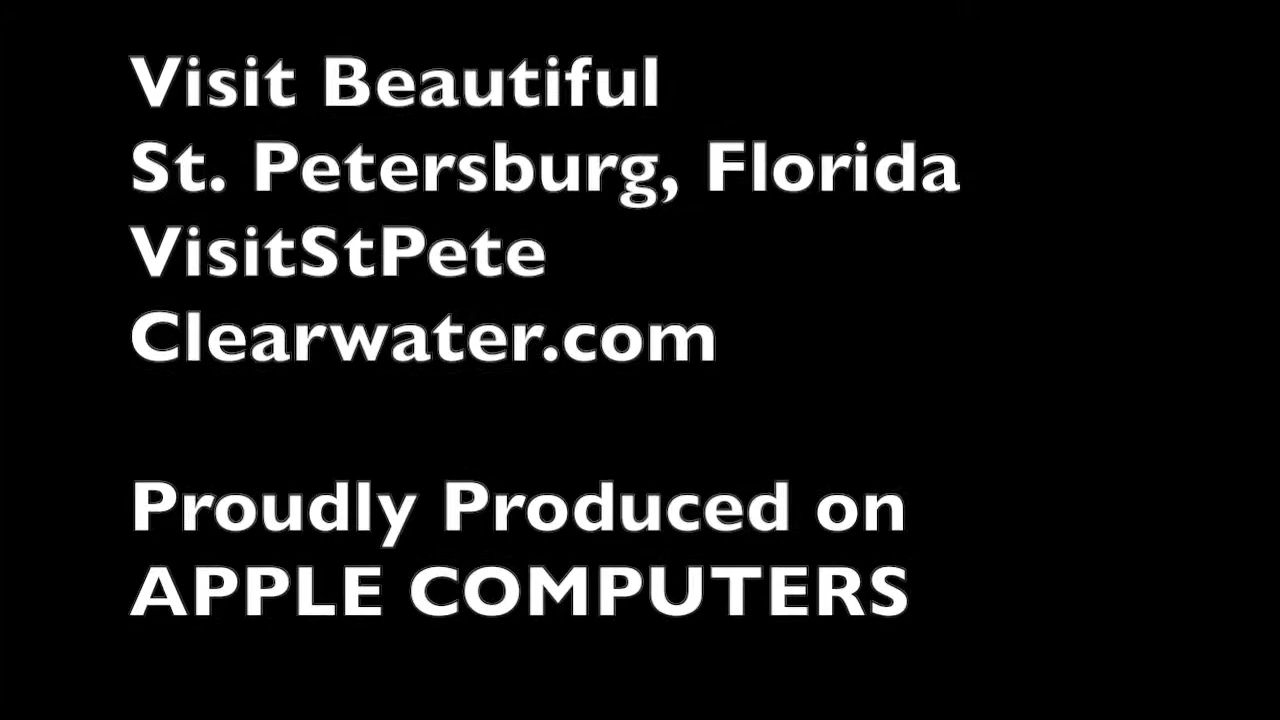 Visit Beautiful
St. Petersburg, Florida
VisitStPete
Clearwater.com
Proudly Produced on
APPLE COMPUTERS